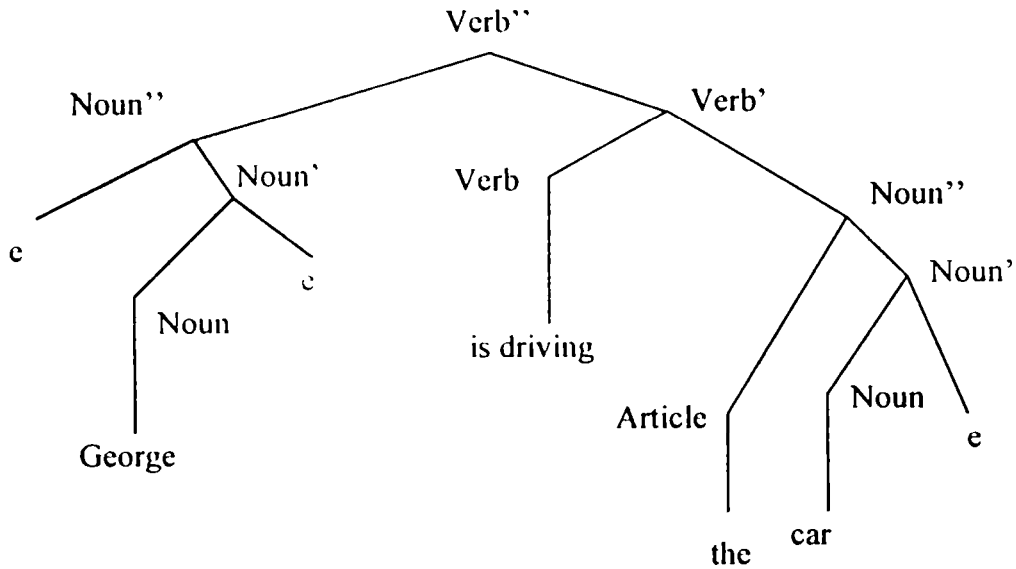 Verb’’
Noun’’
Verb’
Noun’
Verb
Noun’’
e
e
Noun’
Noun
is driving
Noun
Article
e
George
car
the